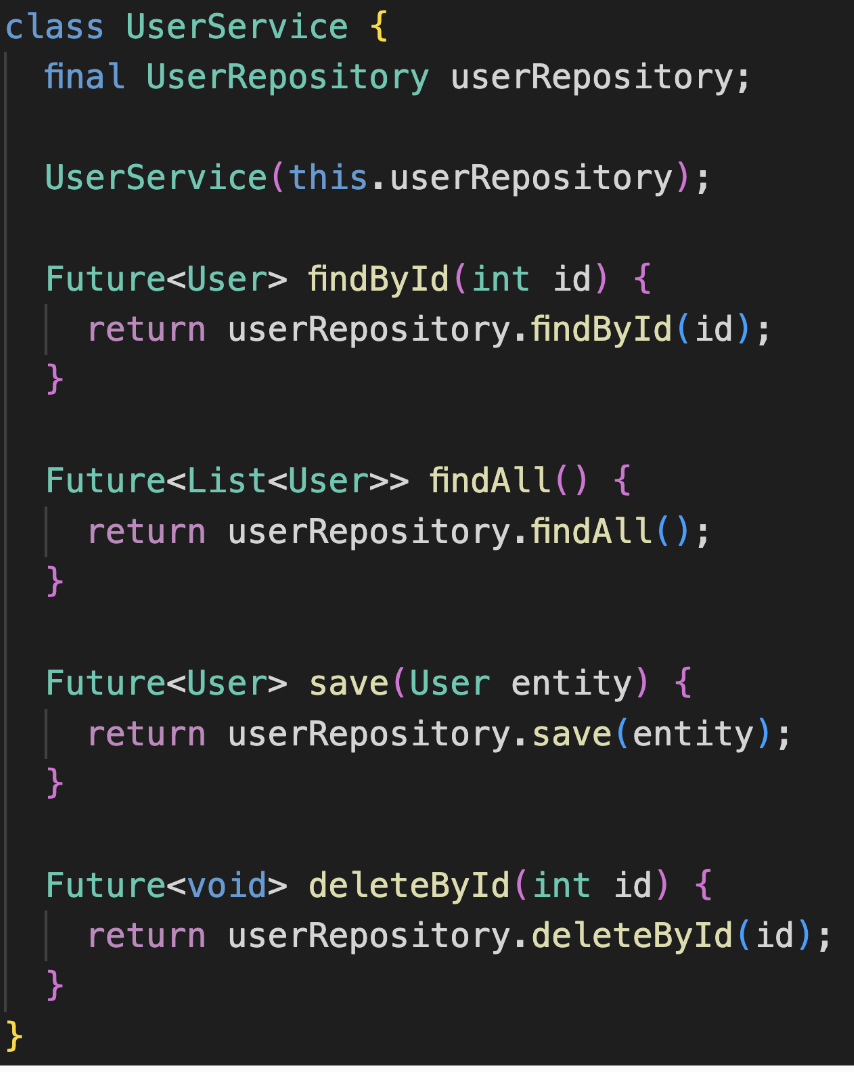 class UserService {
  final UserRepository userRepository;

  UserService(this.userRepository);

  Future<User> findById(int id) {
    return userRepository.findById(id);
  }

  Future<List<User>> findAll() {
    return userRepository.findAll();
  }

  Future<User> save(User entity) {
    return userRepository.save(entity);
  }

  Future<void> deleteById(int id) {
    return userRepository.deleteById(id);
  }
}